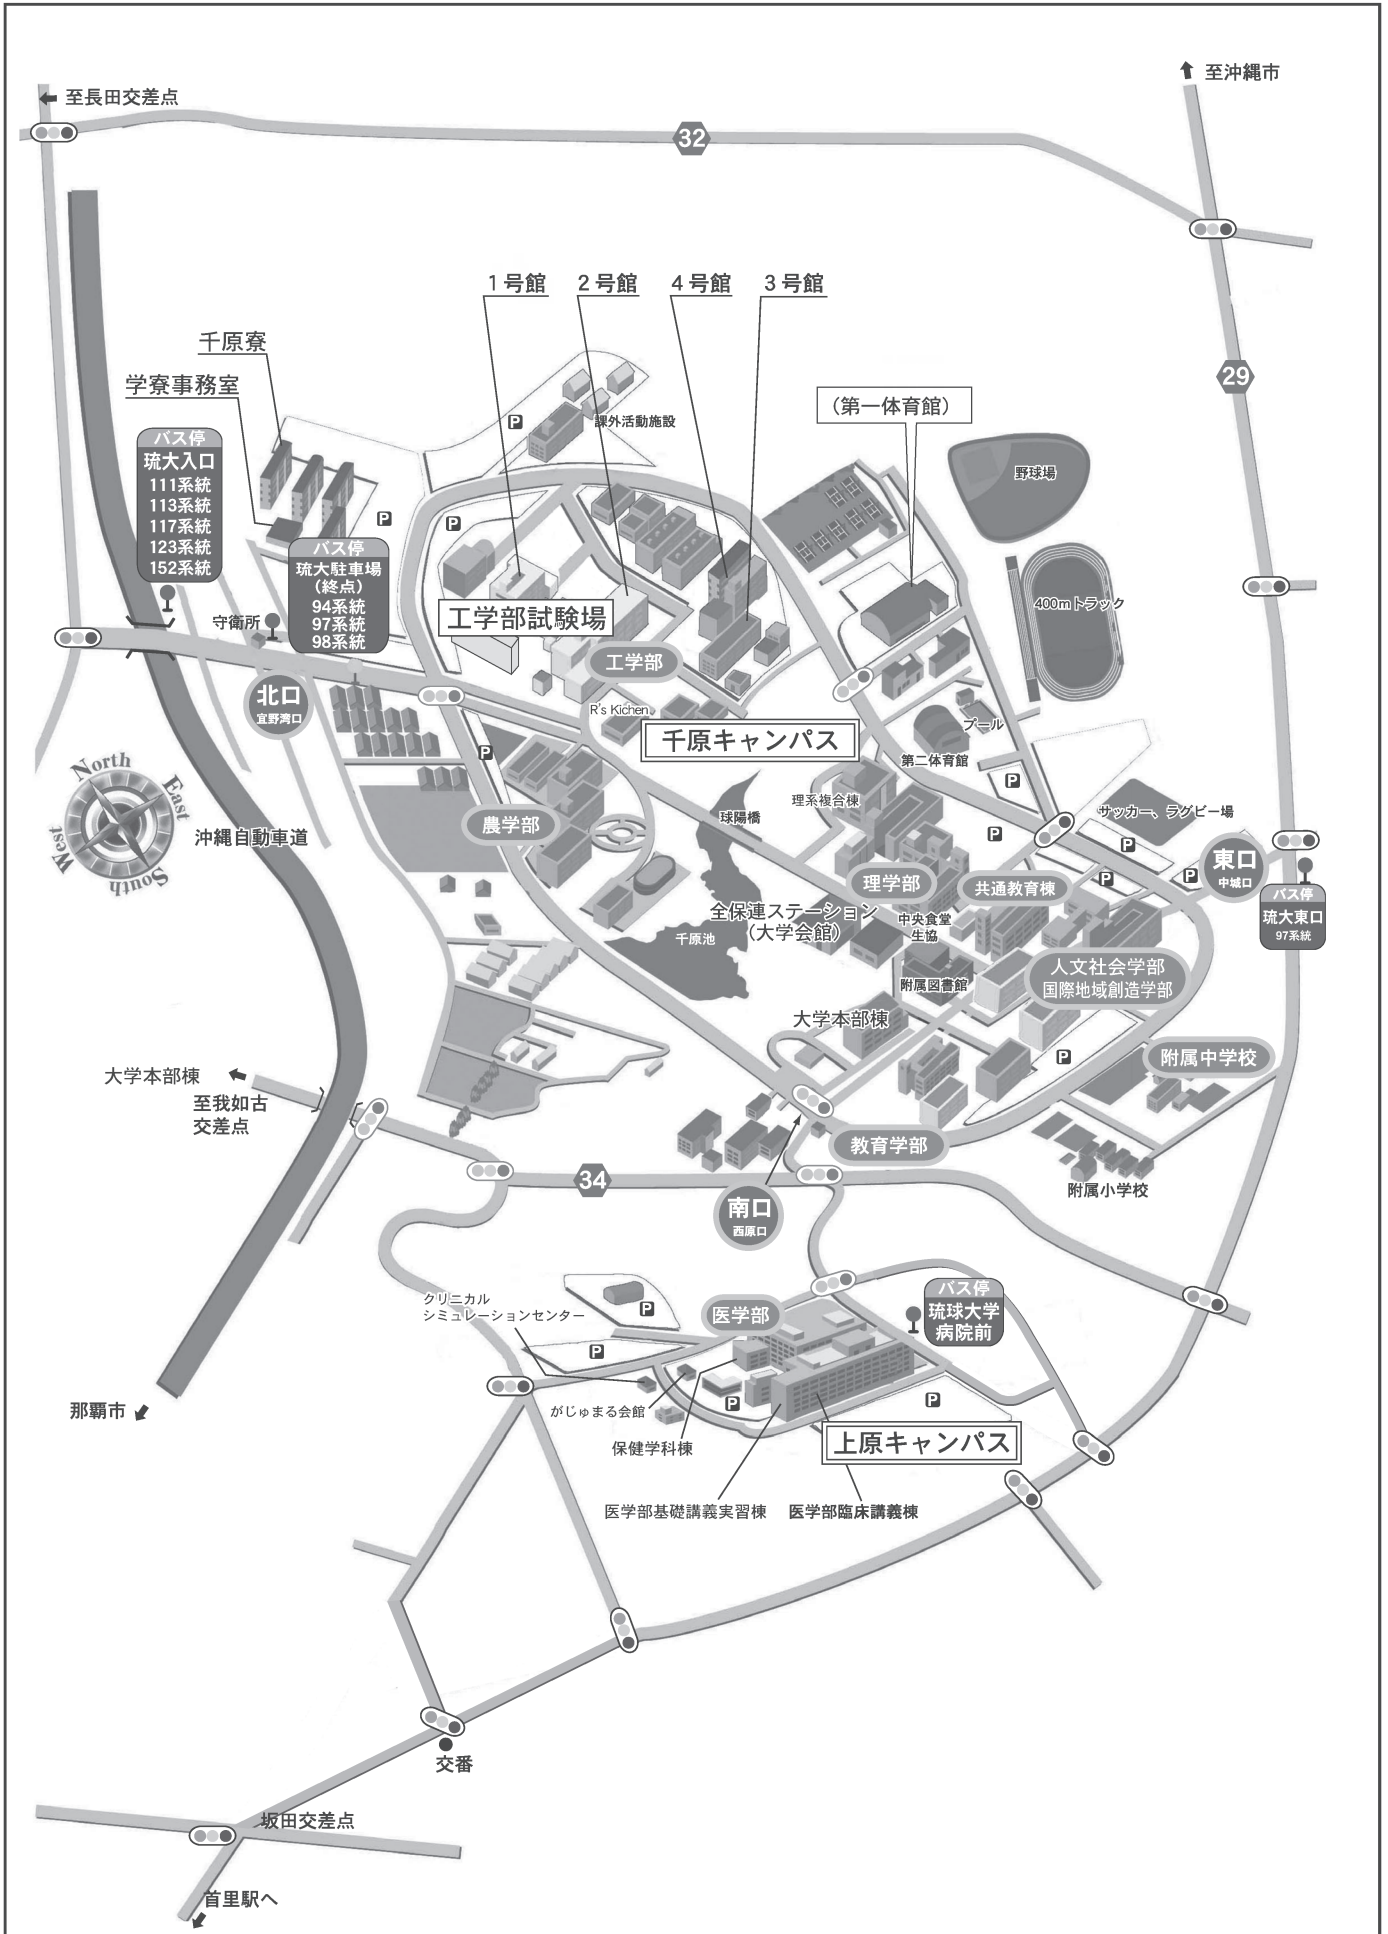 至沖縄市
至長田交差点
32
29
1号館
2号館
4号館
3号館
千原寮
学寮事務室
(第一体育館)
課外活動施設
P
野球場
バス停
琉大入口
111系統
113系統
117系統
123系統
152系統
P
P
バス停
琉大駐車場
(終点)
94系統
97系統
98系統
400mトラック
守衛所
工学部試験場
工学部
北口
宜野湾口
R's Kichen
千原キャンパス
プール
第二体育館
P
P
North
East
West
South
沖縄自動車道
農学部
球陽橋
理系複合棟
サッカー、ラグビー場
P
P
東口
中城口
理学部
共通教育棟
P
P
バス停
琉大東口
97系統
全保連ステーション
(大学会館)
中央食堂
生協
千原池
附属図書館
人文社会学部
国際地域創造学部
大学本部棟
P
附属中学校
大学本部棟
至我如古
交差点
教育学部
34
附属小学校
南口
西原口
クリニカル
シミュレーションセンター
P
医学部
バス停
琉球大学
病院前
P
がじゅまる会館
P
P
保健学科棟
上原キャンパス
那覇市
医学部基礎講義実習棟
医学部臨床講義棟
交番
坂田交差点
首里駅へ